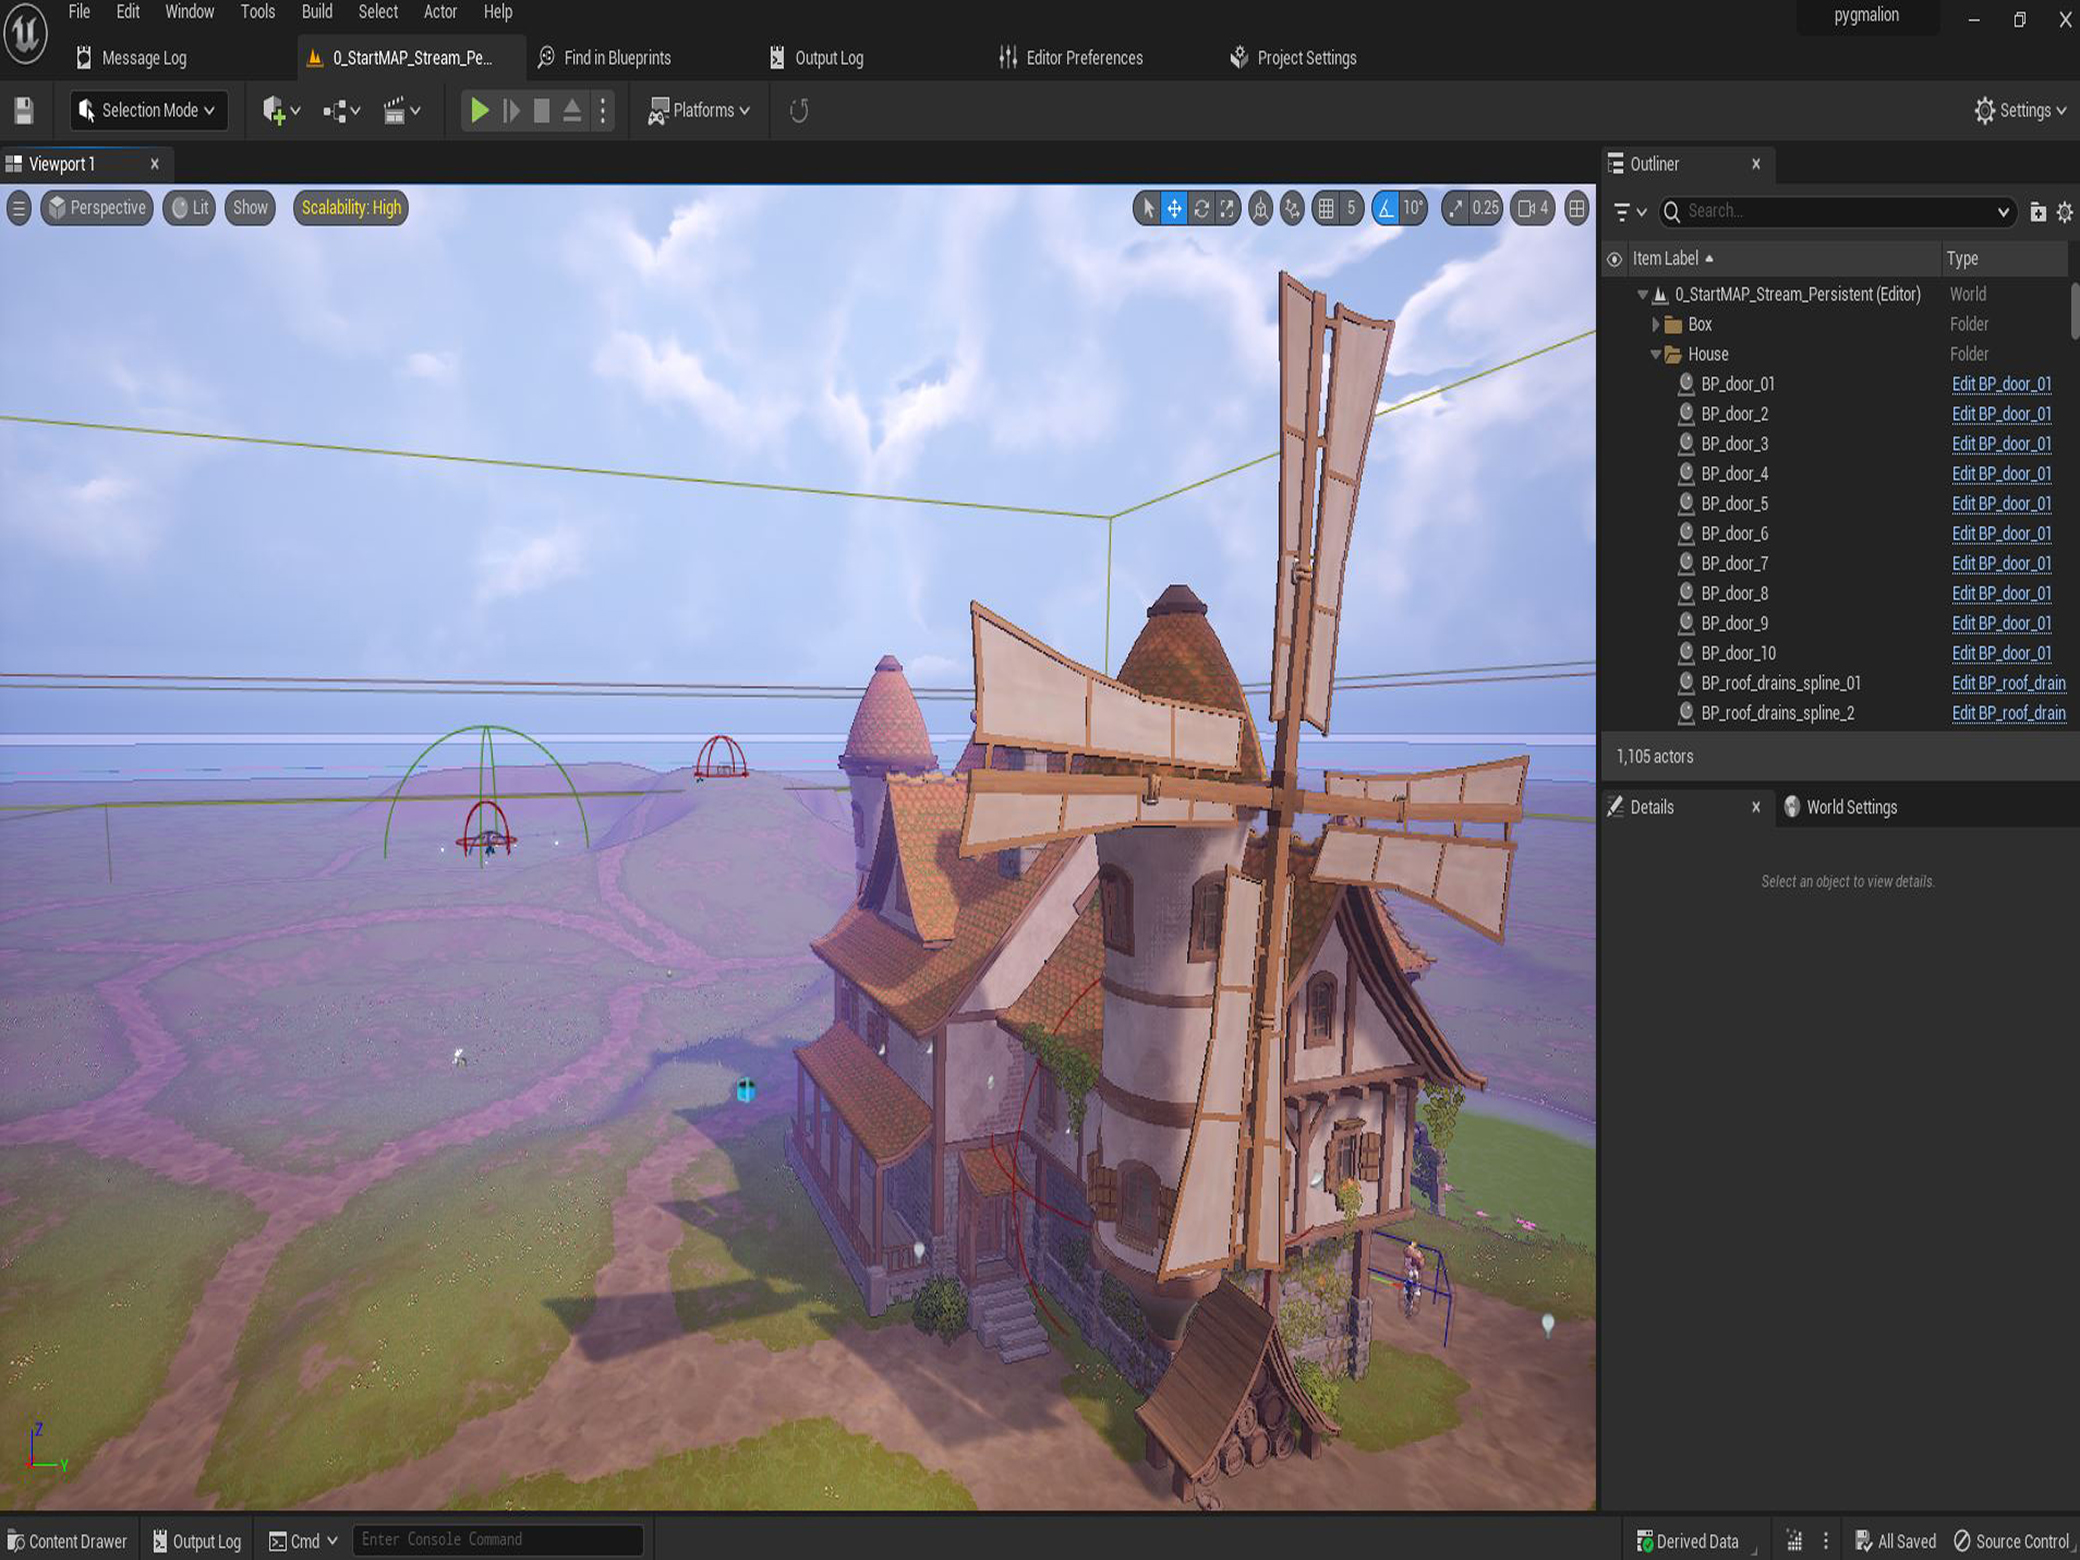 File Edit Window Tools Build Select Actor Help
pygmalion
Message Log
0_StartMAP_Stream_Pe...
Find in Blueprints
Output Log
Editor Preferences
Project Settings
Selection Mode
Platforms
Settings
Viewport 1
Outliner
Perspective Lit Show Scalability: High
5 10° 0.25 4
Search...
Item Label Type
0_StartMAP_Stream_Persistent (Editor) World
Box Folder
House Folder
BP_door_01 Edit BP_door_01
BP_door_2 Edit BP_door_01
BP_door_3 Edit BP_door_01
BP_door_4 Edit BP_door_01
BP_door_5 Edit BP_door_01
BP_door_6 Edit BP_door_01
BP_door_7 Edit BP_door_01
BP_door_8 Edit BP_door_01
BP_door_9 Edit BP_door_01
BP_door_10 Edit BP_door_01
BP_roof_drains_spline_01 Edit BP_roof_drain
BP_roof_drains_spline_2 Edit BP_roof_drain
1,105 actors
Details World Settings
Select an object to view details.
Z
Y
Content Drawer Output Log Cmd Enter Console Command Derived Data All Saved Source Control